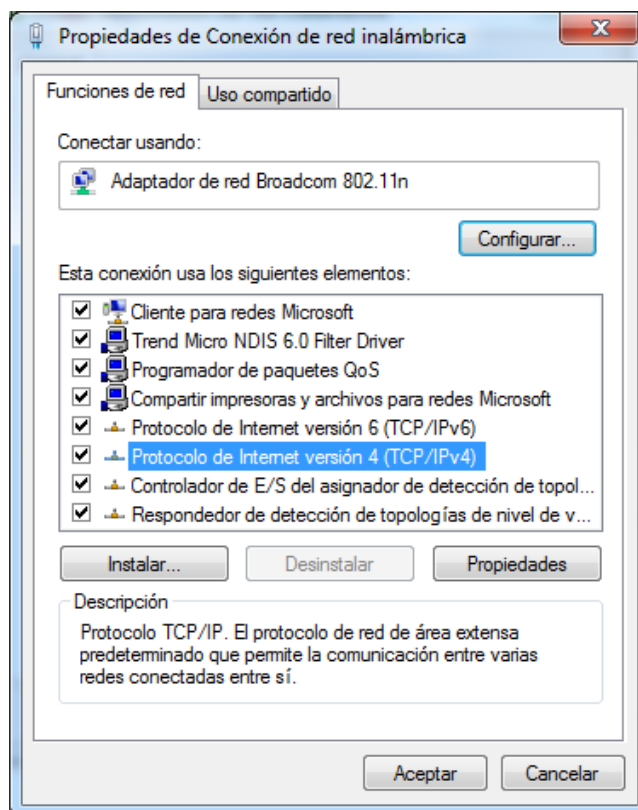 Propiedades de Conexión de red inalámbrica
Funciones de red
Uso compartido
Conectar usando:
Adaptador de red Broadcom 802.11n
Configurar...
Esta conexión usa los siguientes elementos:
Cliente para redes Microsoft
Trend Micro NDIS 6.0 Filter Driver
Programador de paquetes QoS
Compartir impresoras y archivos para redes Microsoft
Protocolo de Internet versión 6 (TCP/IPv6)
Protocolo de Internet versión 4 (TCP/IPv4)
Controlador de E/S del asignador de detección de topol...
Respondedor de detección de topologías de nivel de v...
Instalar...
Desinstalar
Propiedades
Descripción
Protocolo TCP/IP. El protocolo de red de área extensa
predeterminado que permite la comunicación entre varias
redes conectadas entre sí.
Aceptar
Cancelar